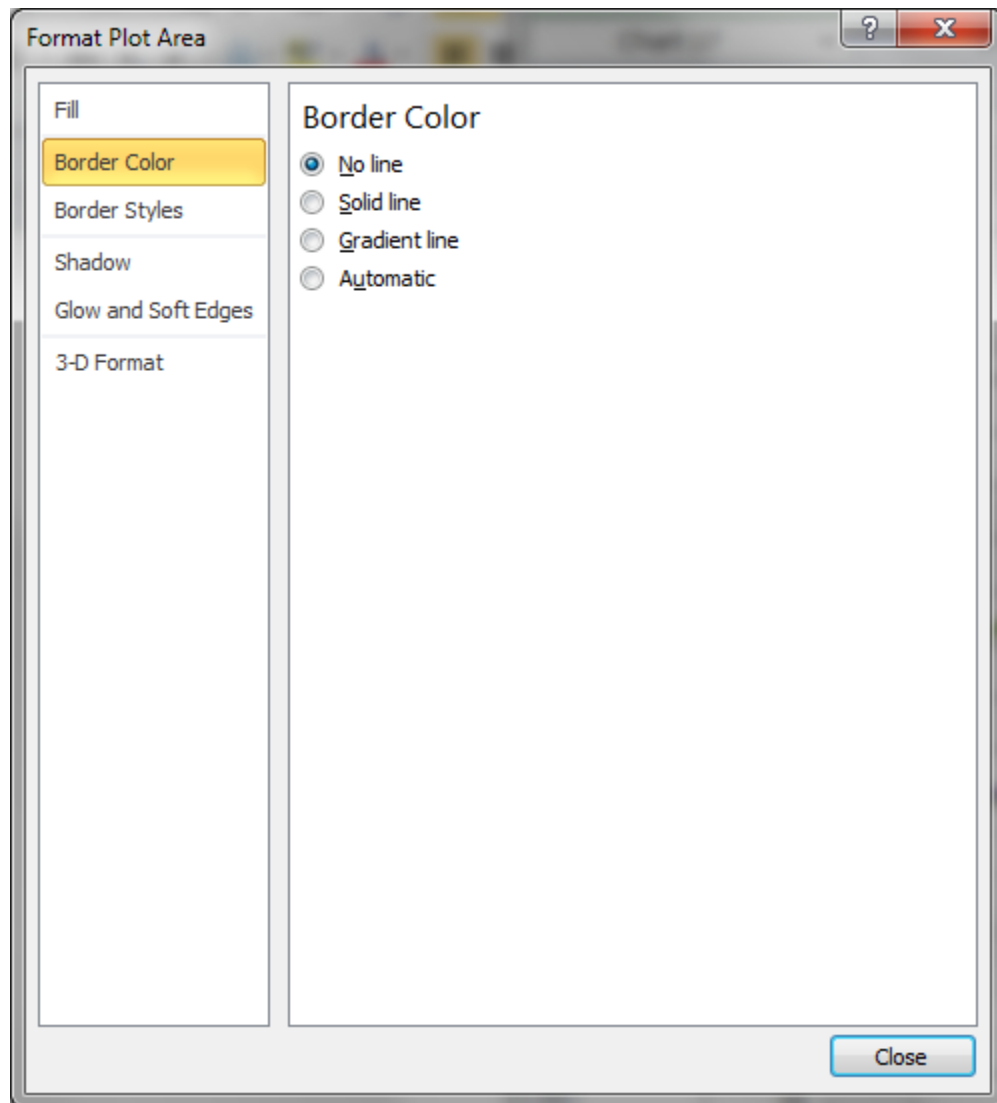 Format Plot Area
?
X
Fill
Border Color
Border Styles
Shadow
Glow and Soft Edges
3-D Format
Border Color
No line
Solid line
Gradient line
Automatic
Close